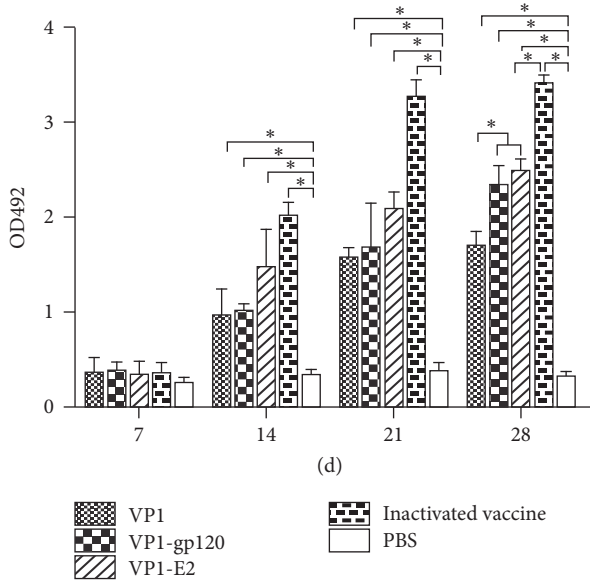 * * * * *
* * * *
* * * *
* * * *
*
4
3
2
1
0
OD492
7 14 21 28
(d)
VP1
VP1-gp120
VP1-E2
Inactivated vaccine
PBS